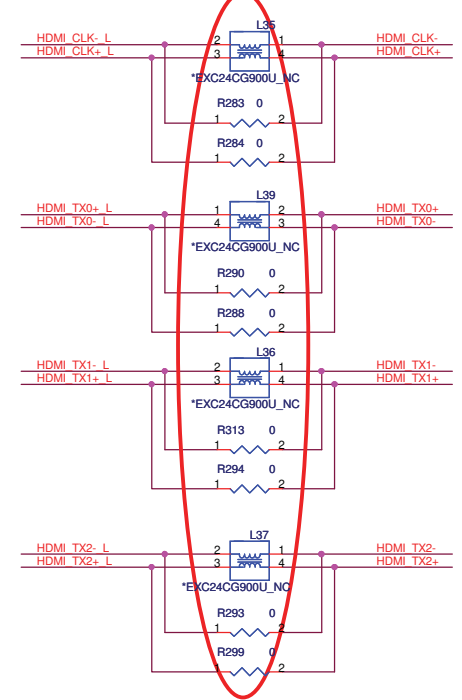 L35
HDMI_CLK-_L 2 1 HDMI_CLK-
HDMI_CLK+_L 3 4 HDMI_CLK+
*EXC24CG900U_NC
R283 0
1 2
R284 0
1 2
L39
HDMI_TX0+_L 1 2 HDMI_TX0+
HDMI_TX0-_L 4 3 HDMI_TX0-
*EXC24CG900U_NC
R290 0
1 2
R288 0
1 2
L36
HDMI_TX1-_L 2 1 HDMI_TX1-
HDMI_TX1+_L 3 4 HDMI_TX1+
*EXC24CG900U_NC
R313 0
1 2
R294 0
1 2
L37
HDMI_TX2-_L 2 1 HDMI_TX2-
HDMI_TX2+_L 3 4 HDMI_TX2+
*EXC24CG900U_NC
R293 0
1 2
R299 0
1 2